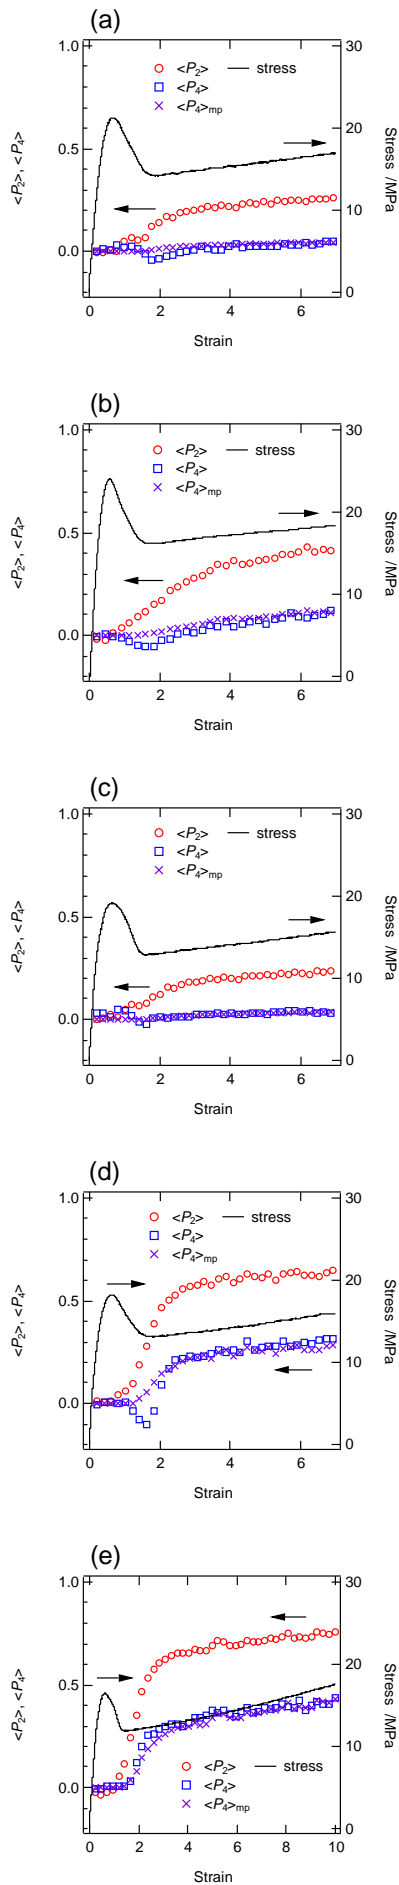 (a)
1.0
0.5
0.0
<P2>, <P4>
30
20
10
0
Stress /MPa
<P2> stress
<P4>
<P4>mp
0 2 4 6
Strain
(b)
1.0
0.5
0.0
<P2>, <P4>
30
20
10
0
Stress /MPa
<P2> stress
<P4>
<P4>mp
0 2 4 6
Strain
(c)
1.0
0.5
0.0
<P2>, <P4>
30
20
10
0
Stress /MPa
<P2> stress
<P4>
<P4>mp
0 2 4 6
Strain
(d)
1.0
0.5
0.0
<P2>, <P4>
30
20
10
0
Stress /MPa
<P2> stress
<P4>
<P4>mp
0 2 4 6
Strain
(e)
1.0
0.5
0.0
<P2>, <P4>
30
20
10
0
Stress /MPa
<P2> stress
<P4>
<P4>mp
0 2 4 6 8 10
Strain